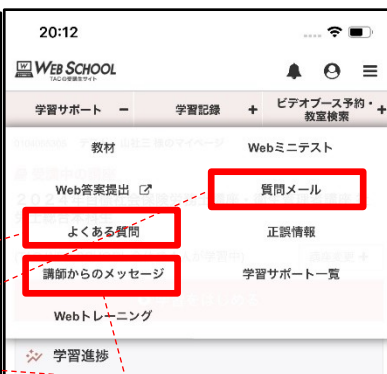 20:12
WEB SCHOOL
TACの受講生サイト
学習サポート － 学習記録 ＋ ビデオブース予約・教室検索 ＋
教材 Webミニテスト
Web答案提出 質問メール
よくある質問 正誤情報
講師からのメッセージ 学習サポート一覧
Webトレーニング
学習進捗